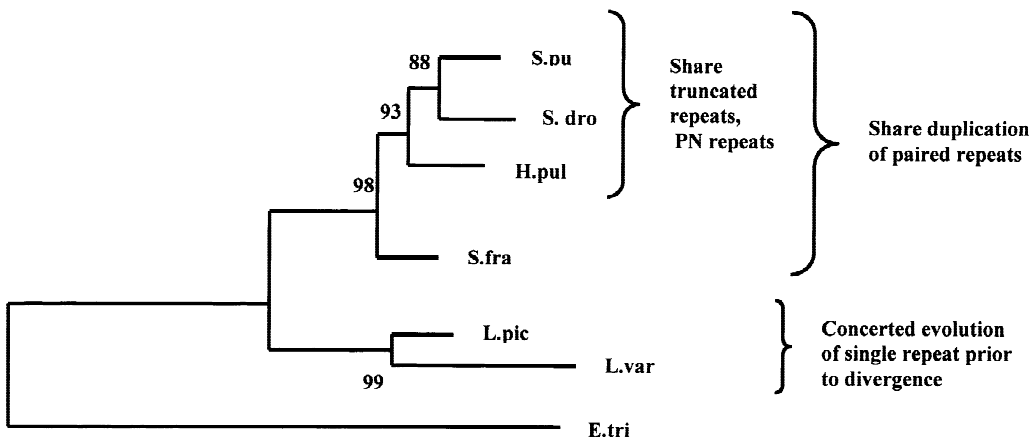 S.pu
88
Share
truncated
repeats,
PN repeats
S. dro
93
Share duplication
of paired repeats
H.pul
98
S.fra
L.pic
Concerted evolution
of single repeat prior
to divergence
L.var
99
E.tri